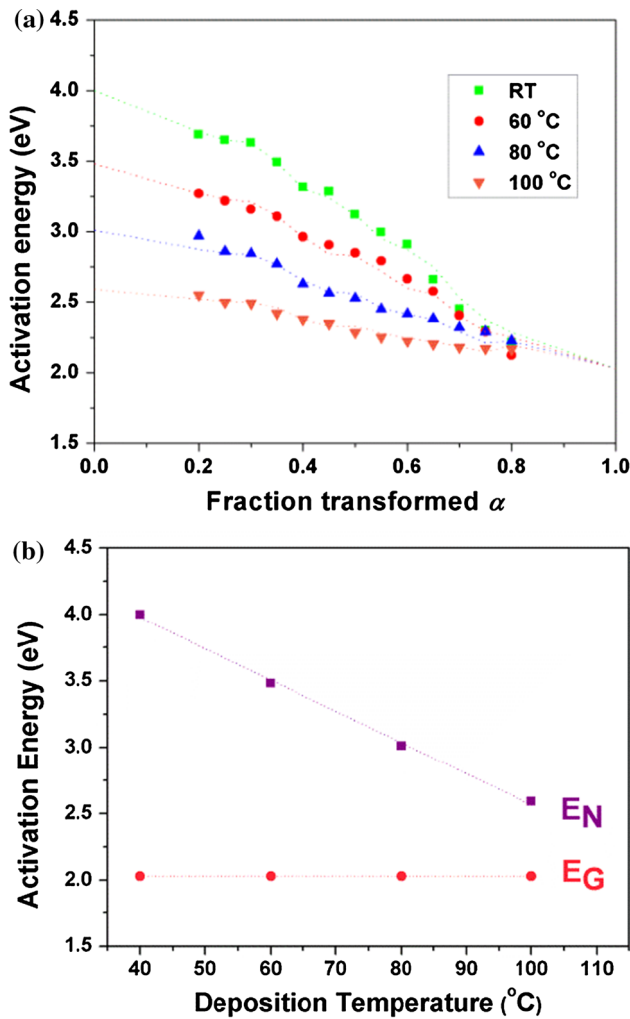 (a)
4.5
4.0
3.5
3.0
2.5
2.0
1.5
Activation energy (eV)
RT
60 °C
80 °C
100 °C
0.0 0.2 0.4 0.6 0.8 1.0
Fraction transformed α
(b)
4.5
4.0
3.5
3.0
2.5
2.0
1.5
Activation Energy (eV)
EN
EG
40 50 60 70 80 90 100 110
Deposition Temperature (°C)